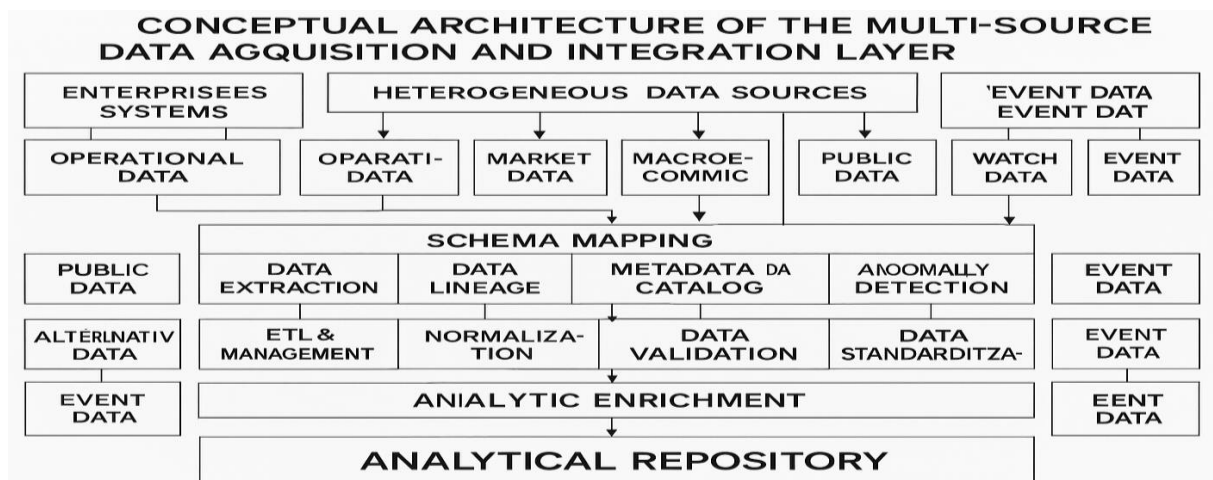 CONCEPTUAL ARCHITECTURE OF THE MULTI-SOURCE
DATA AGQUISITION AND INTEGRATION LAYER
ENTERPRISEES
SYSTEMS
HETEROGENEOUS DATA SOURCES
'EVENT DATA
EVENT DAT
OPERATIONAL
DATA
OPARATI-
DATA
MARKET
DATA
MACROE-
COMMIC
PUBLIC
DATA
WATCH
DATA
EVENT
DATA
SCHEMA MAPPING
PUBLIC
DATA
DATA
EXTRACTION
DATA
LINEAGE
METADATA DA
CATALOG
ANOOMALLY
DETECTION
EVENT
DATA
ALTERLNATIV
DATA
ETL &
MANAGEMENT
NORMALIZA-
TION
DATA
VALIDATION
DATA
STANDARDITZA-
EVENT
DATA
EVENT
DATA
ANIALYTIC ENRICHMENT
EENT
DATA
ANALYTICAL REPOSITORY